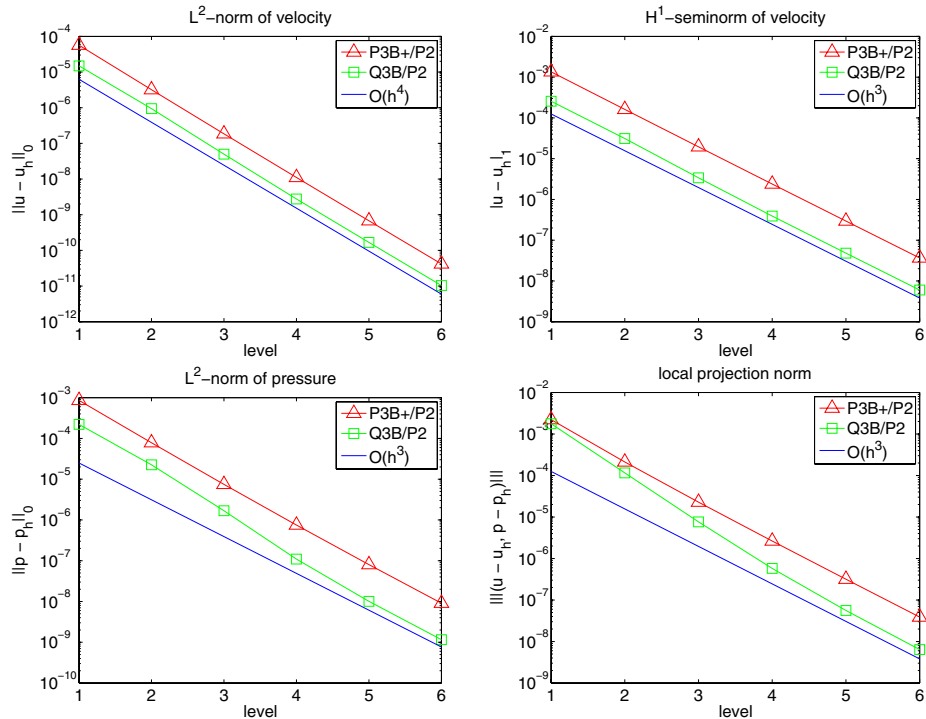 L²−norm of velocity
10⁻⁴
10⁻⁵
10⁻⁶
10⁻⁷
10⁻⁸
10⁻⁹
10⁻¹⁰
10⁻¹¹
10⁻¹²
||u − u_h||₀
P3B+/P2
Q3B/P2
O(h⁴)
1 2 3 4 5 6
level
H¹−seminorm of velocity
10⁻²
10⁻³
10⁻⁴
10⁻⁵
10⁻⁶
10⁻⁷
10⁻⁸
10⁻⁹
|u − u_h|₁
P3B+/P2
Q3B/P2
O(h³)
1 2 3 4 5 6
level
L²−norm of pressure
10⁻³
10⁻⁴
10⁻⁵
10⁻⁶
10⁻⁷
10⁻⁸
10⁻⁹
10⁻¹⁰
||p − p_h||₀
P3B+/P2
Q3B/P2
O(h³)
1 2 3 4 5 6
level
local projection norm
10⁻²
10⁻³
10⁻⁴
10⁻⁵
10⁻⁶
10⁻⁷
10⁻⁸
10⁻⁹
|||(u − u_h, p − p_h)|||
P3B+/P2
Q3B/P2
O(h³)
1 2 3 4 5 6
level